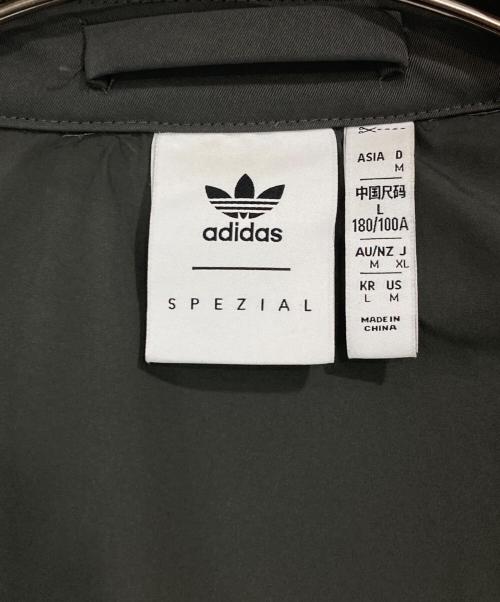 adidas
SPEZIAL
ASIA D
M
中国尺码
L
180/100A
AU/NZ J
M XL
KR US
L M
MADE IN
CHINA